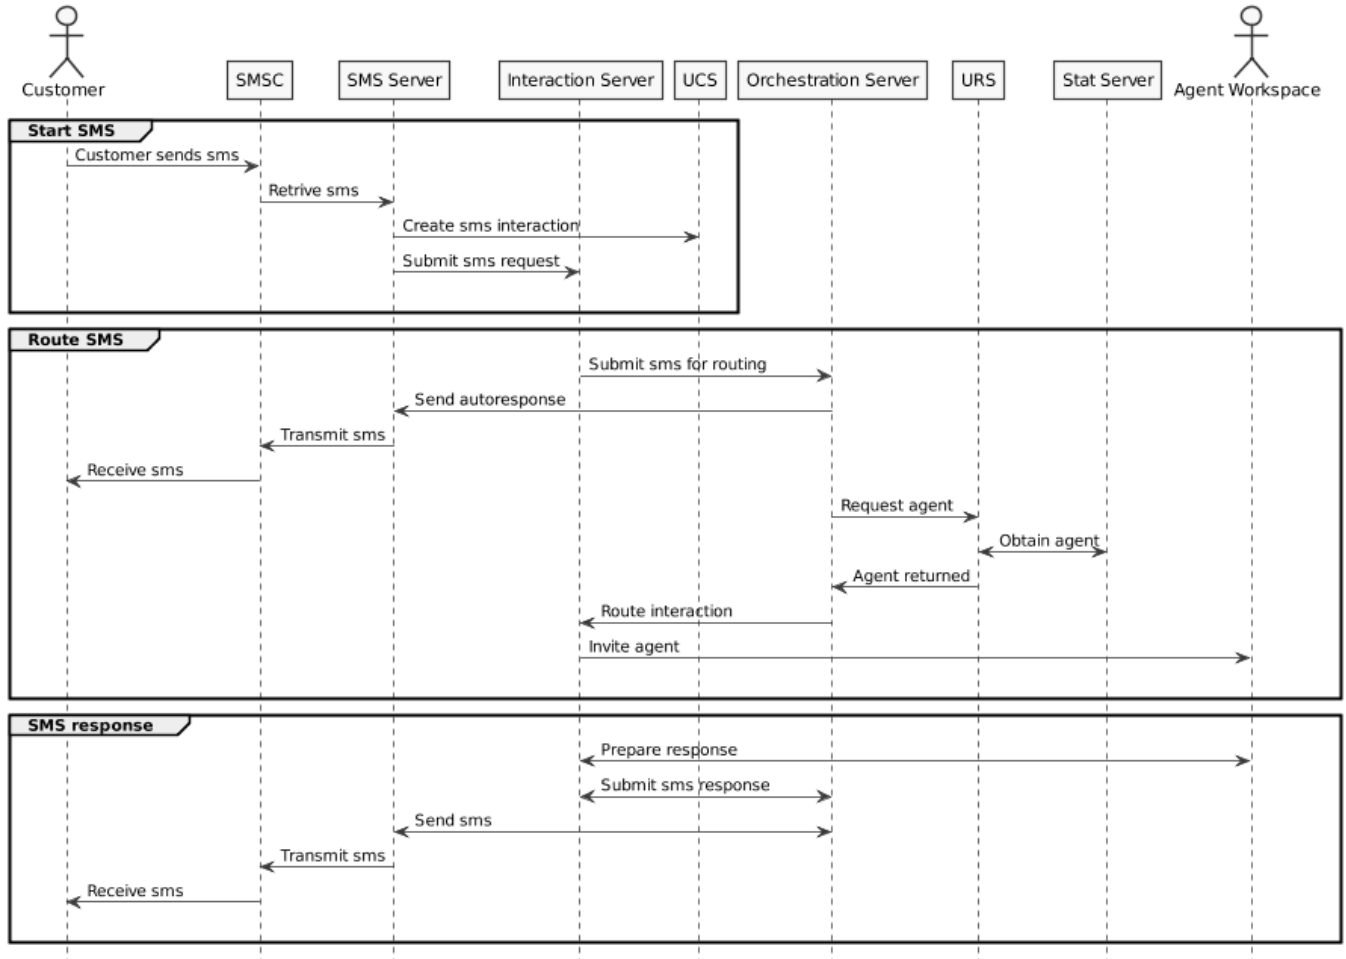 Customer
SMSC
SMS Server
Interaction Server
UCS
Orchestration Server
URS
Stat Server
Agent Workspace
Start SMS
Customer sends sms
Retrive sms
Create sms interaction
Submit sms request
Route SMS
Submit sms for routing
Send autoresponse
Transmit sms
Receive sms
Request agent
Obtain agent
Agent returned
Route interaction
Invite agent
SMS response
Prepare response
Submit sms response
Send sms
Transmit sms
Receive sms